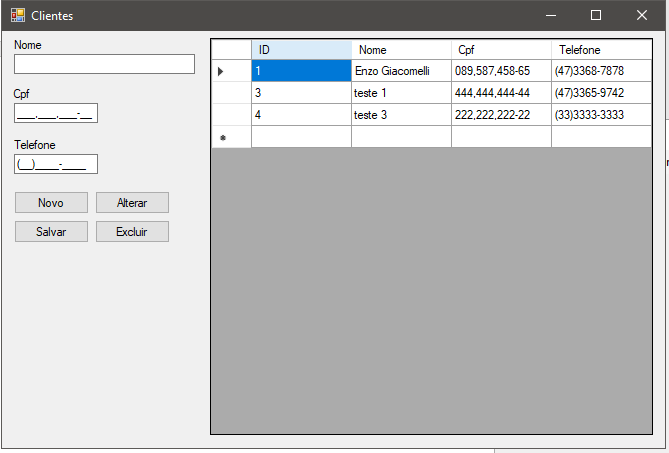 Clientes
Nome
Cpf
___.___.___-__
Telefone
(__)____-____
Novo Alterar
Salvar Excluir
ID Nome Cpf Telefone
1 Enzo Giacomelli 089,587,458-65 (47)3368-7878
3 teste 1 444,444,444-44 (47)3365-9742
4 teste 3 222,222,222-22 (33)3333-3333